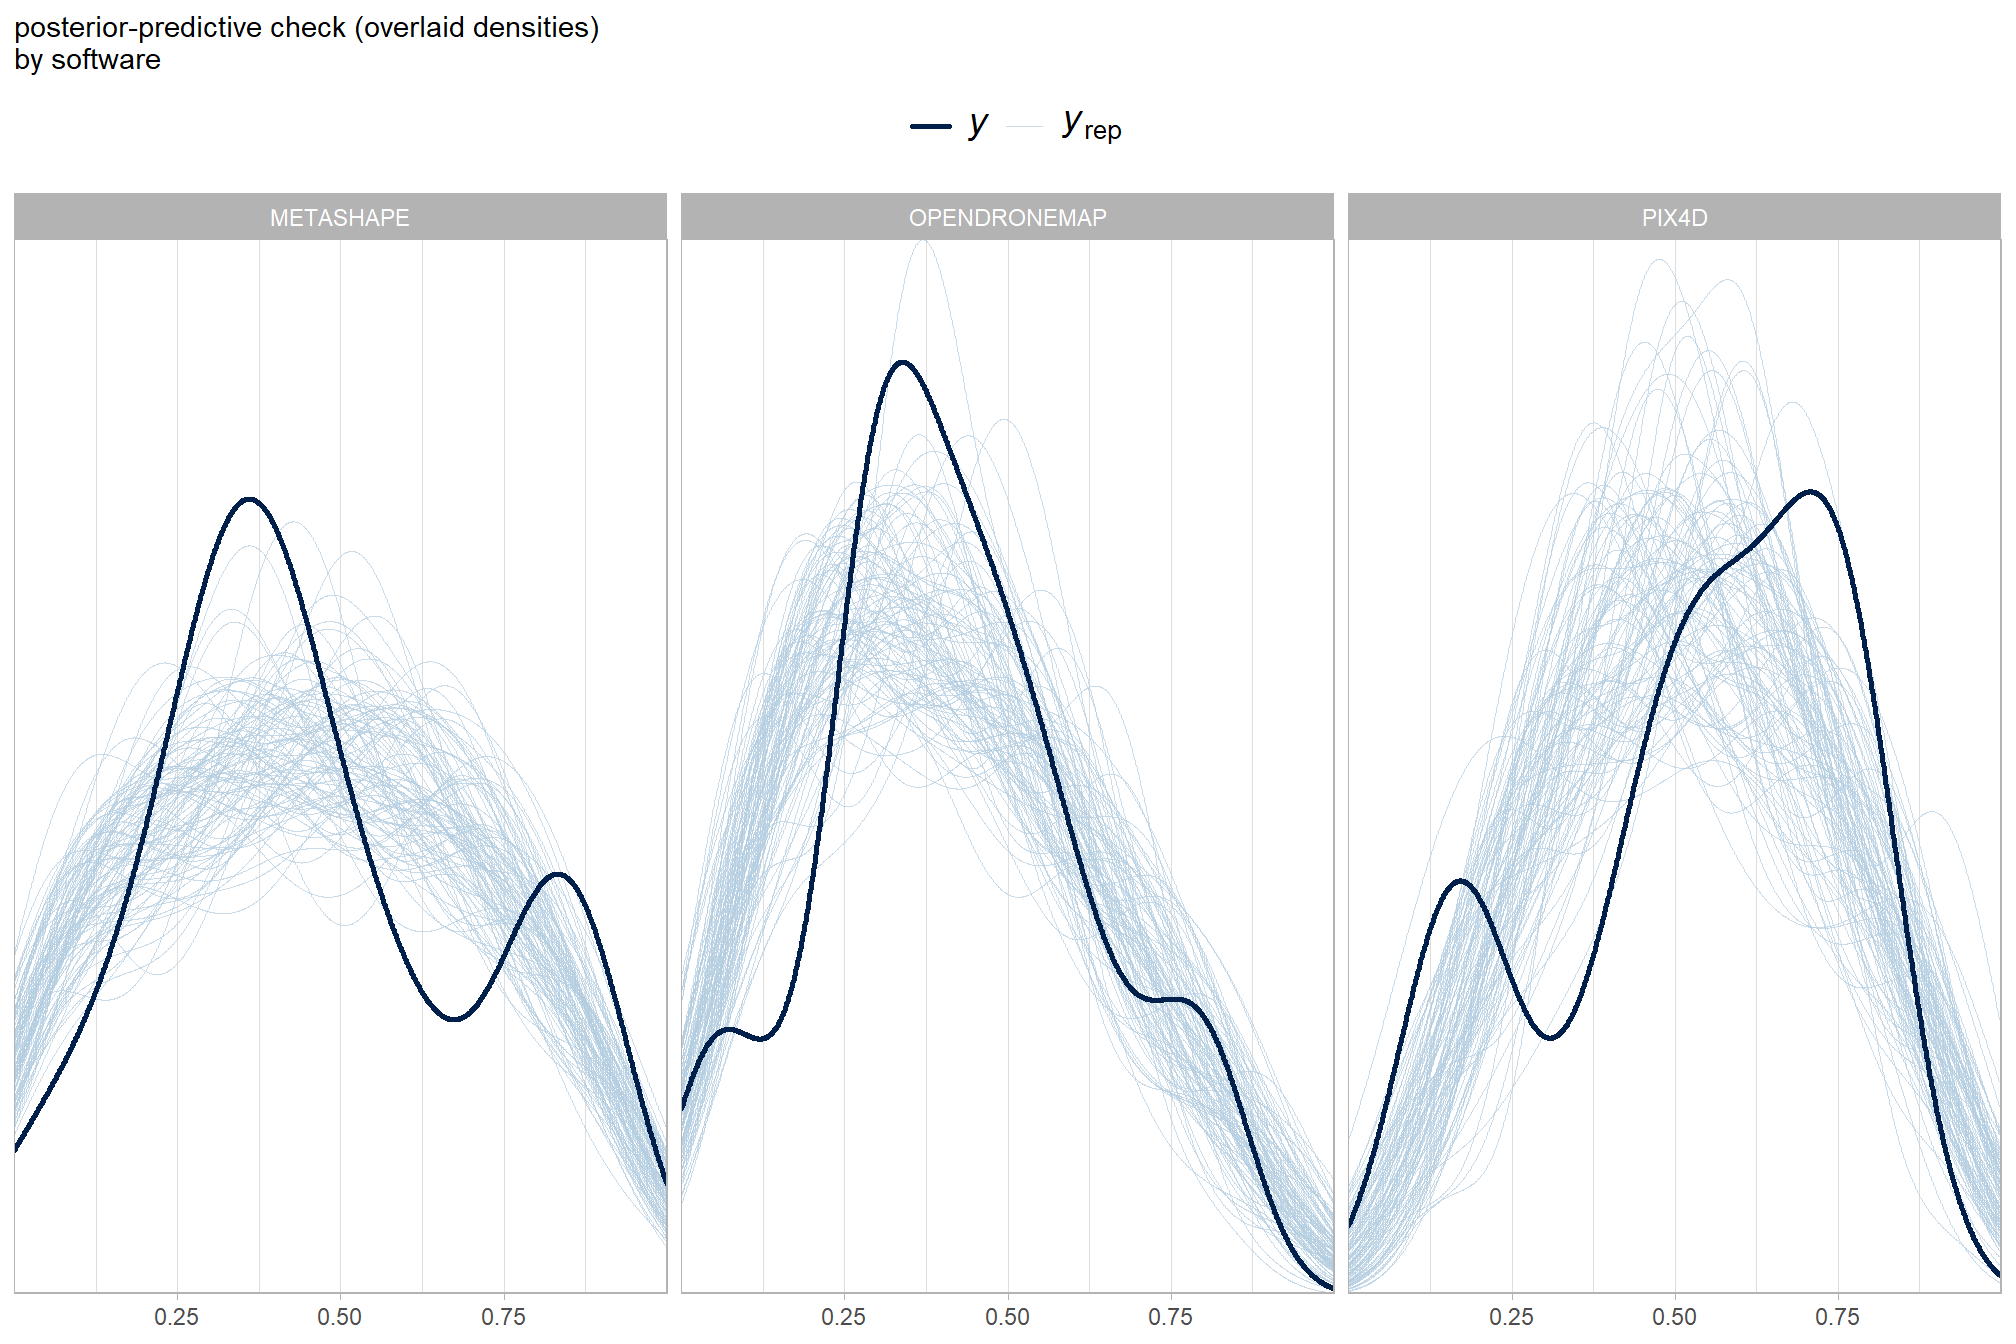 posterior-predictive check (overlaid densities)
by software
y y rep
METASHAPE OPENDRONEMAP PIX4D
0.25 0.50 0.75 0.25 0.50 0.75 0.25 0.50 0.75